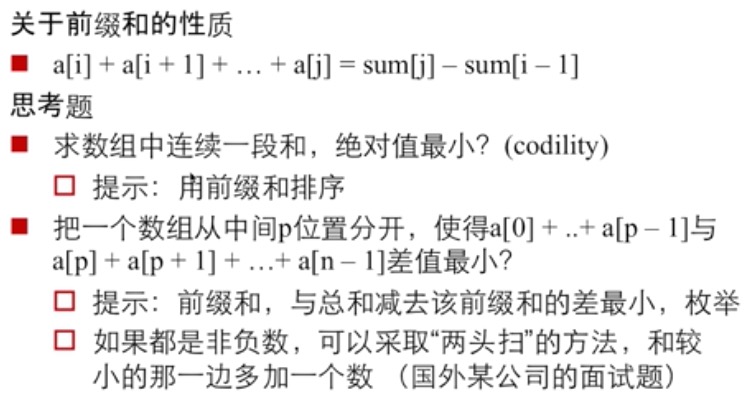 关于前缀和的性质
a[i] + a[i + 1] + … + a[j] = sum[j] – sum[i – 1]
思考题
求数组中连续一段和，绝对值最小？(codility)
提示：用前缀和排序
把一个数组从中间p位置分开，使得a[0] + ..+ a[p – 1]与
a[p] + a[p + 1] + …+ a[n – 1]差值最小？
提示：前缀和，与总和减去该前缀和的差最小，枚举
如果都是非负数，可以采取“两头扫”的方法，和较
小的那一边多加一个数 （国外某公司的面试题）